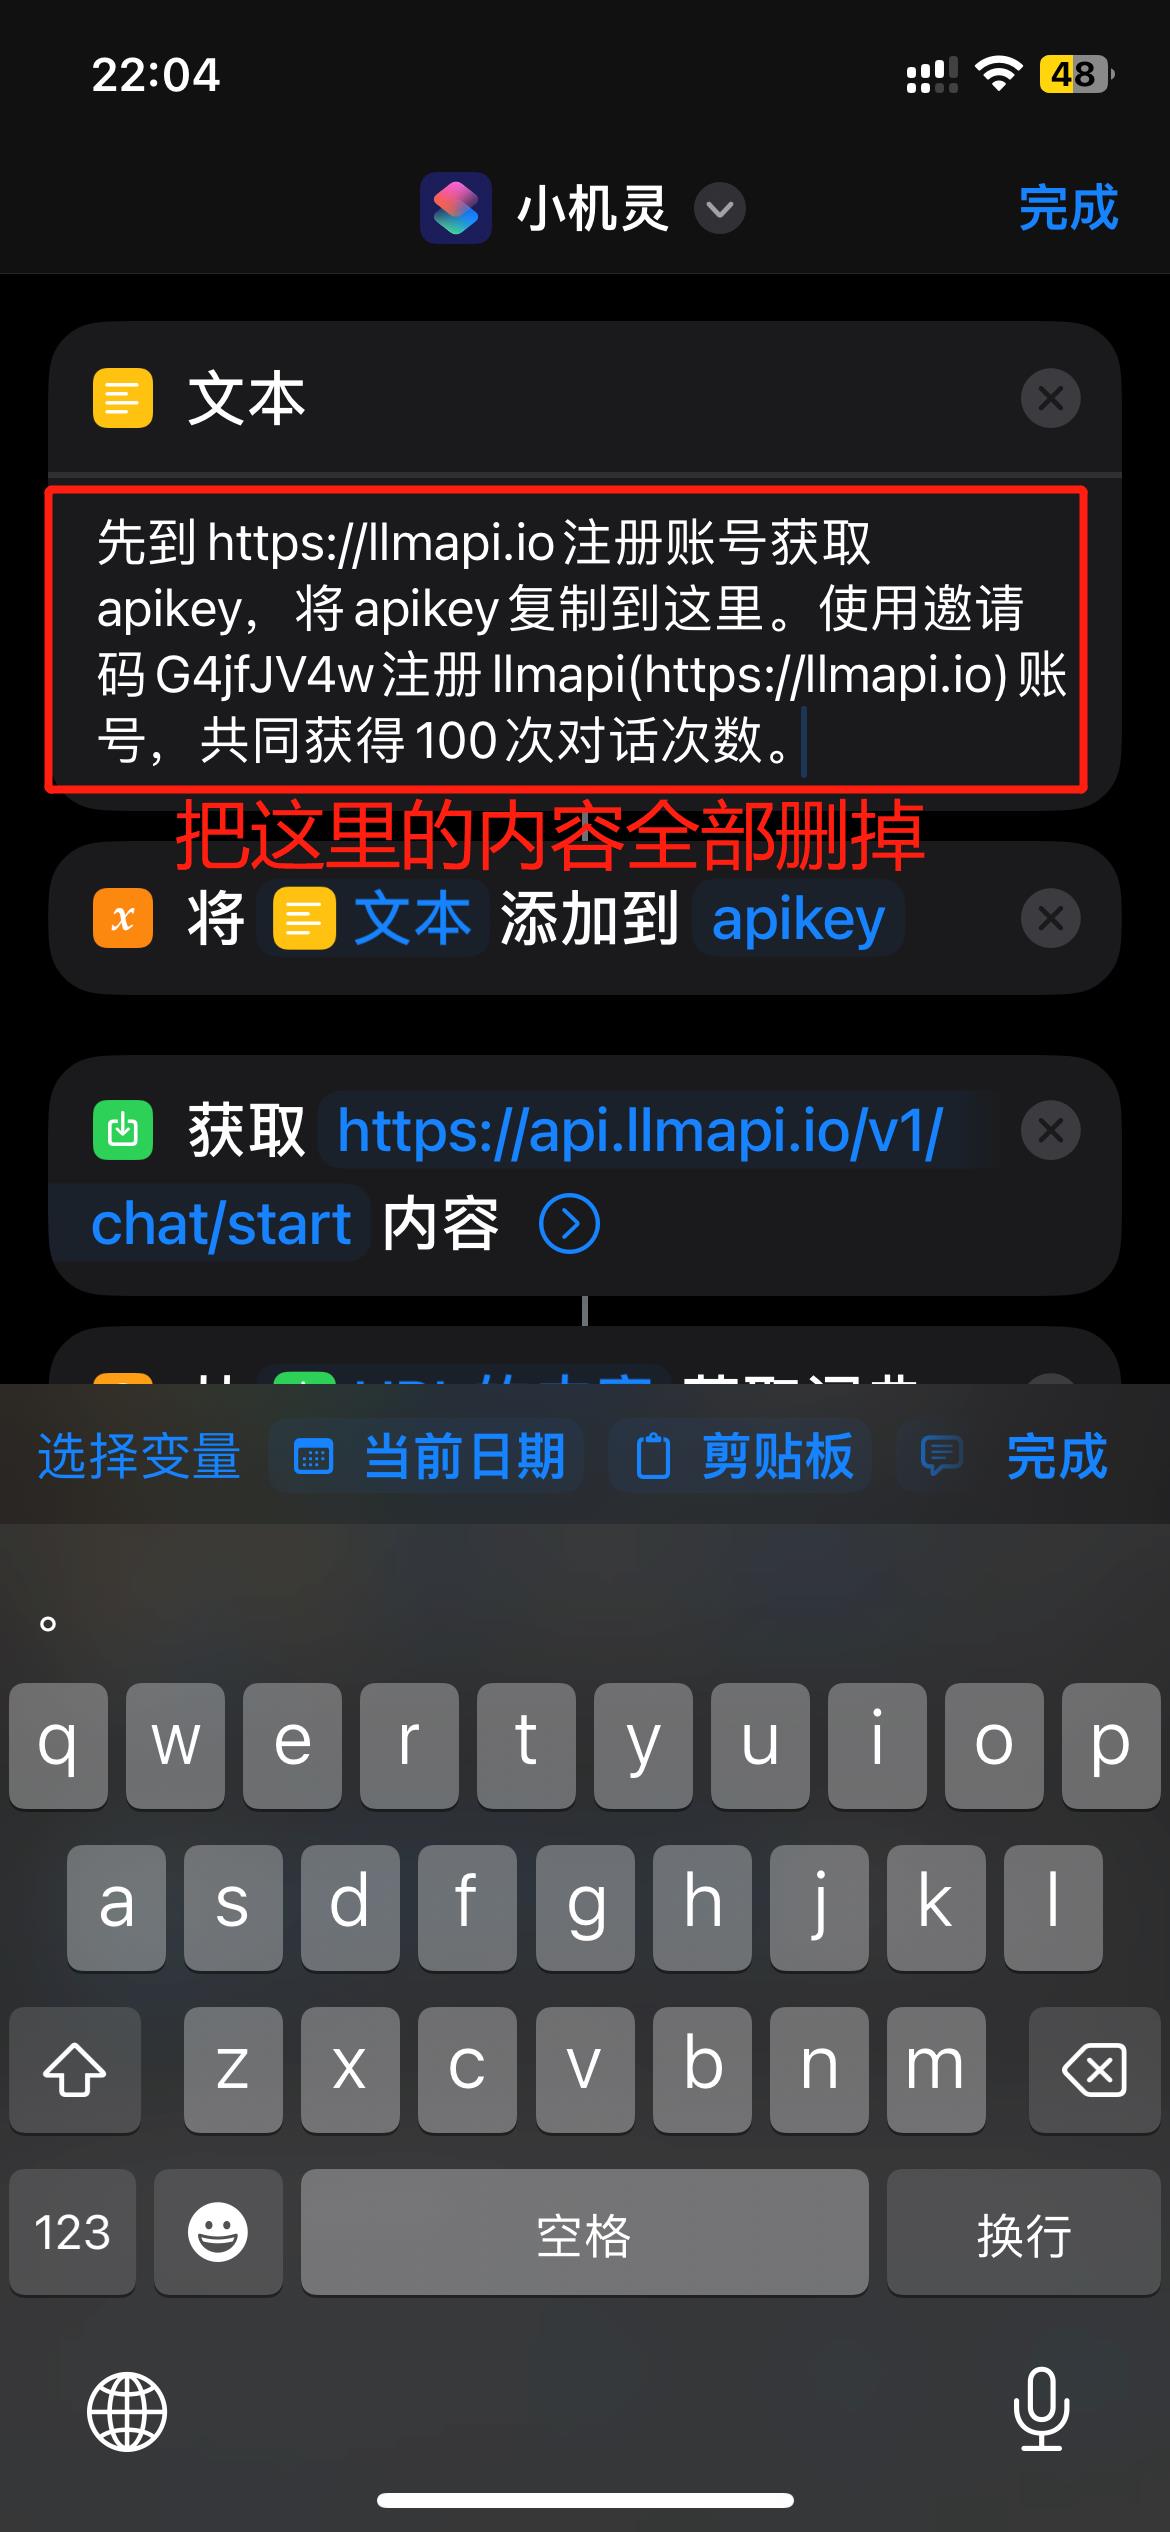 22:04
48
小机灵
完成
文本
先到 https://llmapi.io 注册账号获取
apikey，将 apikey 复制到这里。使用邀请
码 G4jfJV4w 注册 llmapi(https://llmapi.io) 账
号，共同获得 100 次对话次数。
把这里的内容全部删掉
将 文本 添加到 apikey
获取 https://api.llmapi.io/v1/
chat/start 内容
选择变量 当前日期 剪贴板 完成
。
q w e r t y u i o p
a s d f g h j k l
z x c v b n m
123 空格 换行